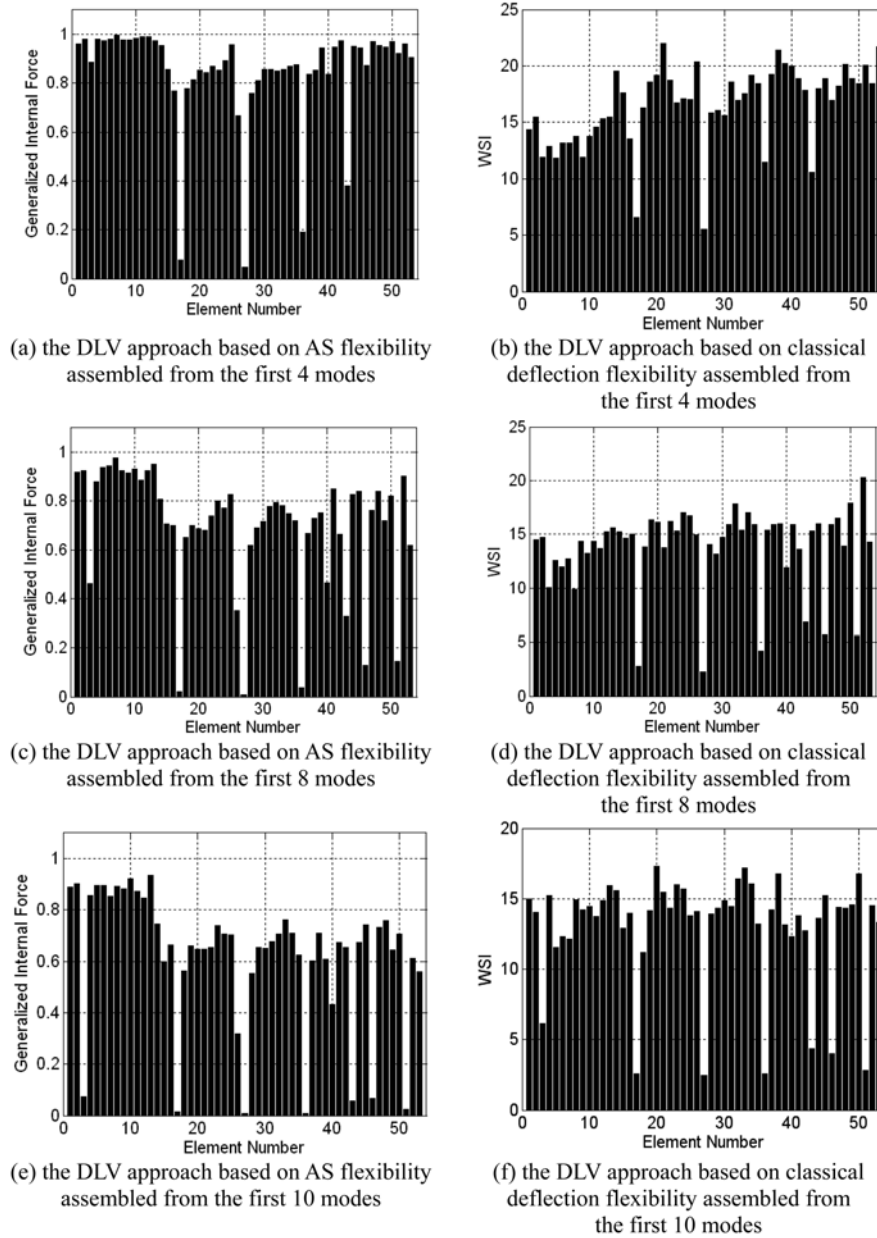 Generalized Internal Force
1
0.8
0.6
0.4
0.2
0
0 10 20 30 40 50
Element Number
(a) the DLV approach based on AS flexibility
assembled from the first 4 modes
WSI
25
20
15
10
5
0
0 10 20 30 40 50
Element Number
(b) the DLV approach based on classical
deflection flexibility assembled from
the first 4 modes
Generalized Internal Force
1
0.8
0.6
0.4
0.2
0
0 10 20 30 40 50
Element Number
(c) the DLV approach based on AS flexibility
assembled from the first 8 modes
WSI
25
20
15
10
5
0
0 10 20 30 40 50
Element Number
(d) the DLV approach based on classical
deflection flexibility assembled from
the first 8 modes
Generalized Internal Force
1
0.8
0.6
0.4
0.2
0
0 10 20 30 40 50
Element Number
(e) the DLV approach based on AS flexibility
assembled from the first 10 modes
WSI
20
15
10
5
0
0 10 20 30 40 50
Element Number
(f) the DLV approach based on classical
deflection flexibility assembled from
the first 10 modes